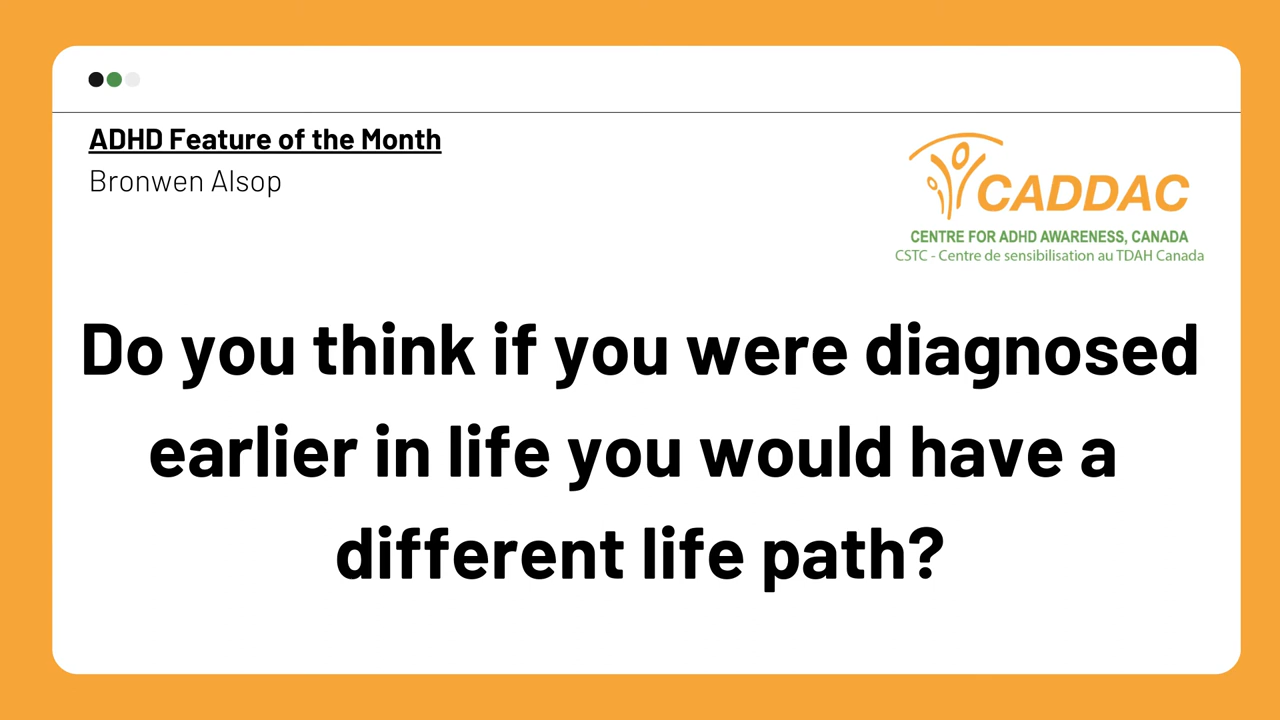 ADHD Feature of the Month
Bronwen Alsop
CADDAC
CENTRE FOR ADHD AWARENESS, CANADA
CSTC - Centre de sensibilisation au TDAH Canada
Do you think if you were diagnosed
earlier in life you would have a
different life path?